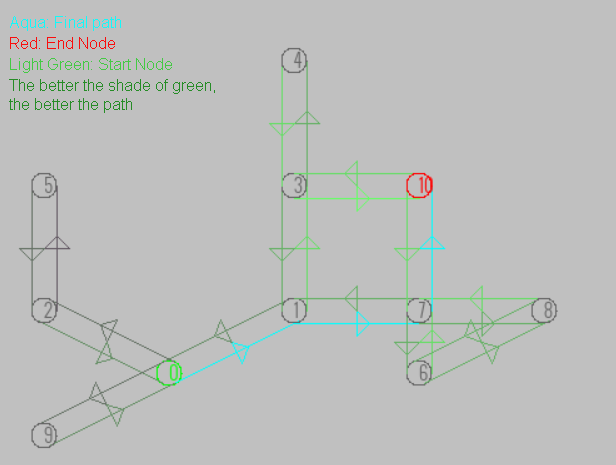 Aqua: Final path
Red: End Node
Light Green: Start Node
The better the shade of green,
the better the path
4
5
3
10
2
1
7
8
0
6
9